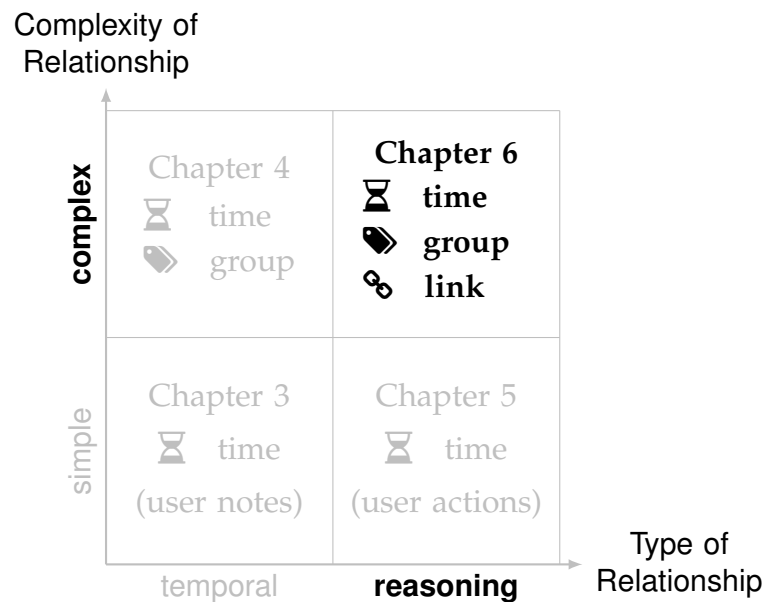 Complexity of
Relationship
complex
simple
Chapter 4
time
group
Chapter 6
time
group
link
Chapter 3
time
(user notes)
Chapter 5
time
(user actions)
temporal
reasoning
Type of
Relationship